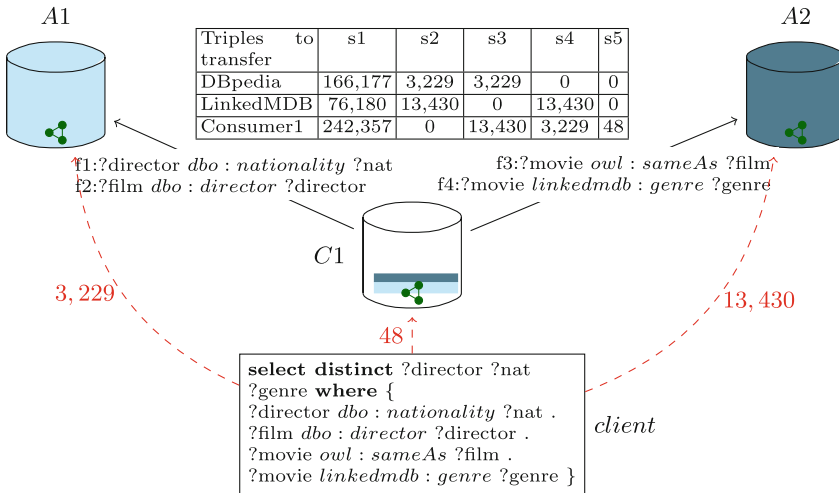 A1
A2
Triples to transfer s1 s2 s3 s4 s5
DBpedia 166,177 3,229 3,229 0 0
LinkedMDB 76,180 13,430 0 13,430 0
Consumer1 242,357 0 13,430 3,229 48
f1:?director dbo : nationality ?nat
f2:?film dbo : director ?director
f3:?movie owl : sameAs ?film
f4:?movie linkedmdb : genre ?genre
C1
3, 229
13, 430
48
select distinct ?director ?nat
?genre where {
?director dbo : nationality ?nat .
?film dbo : director ?director .
?movie owl : sameAs ?film .
?movie linkedmdb : genre ?genre }
client